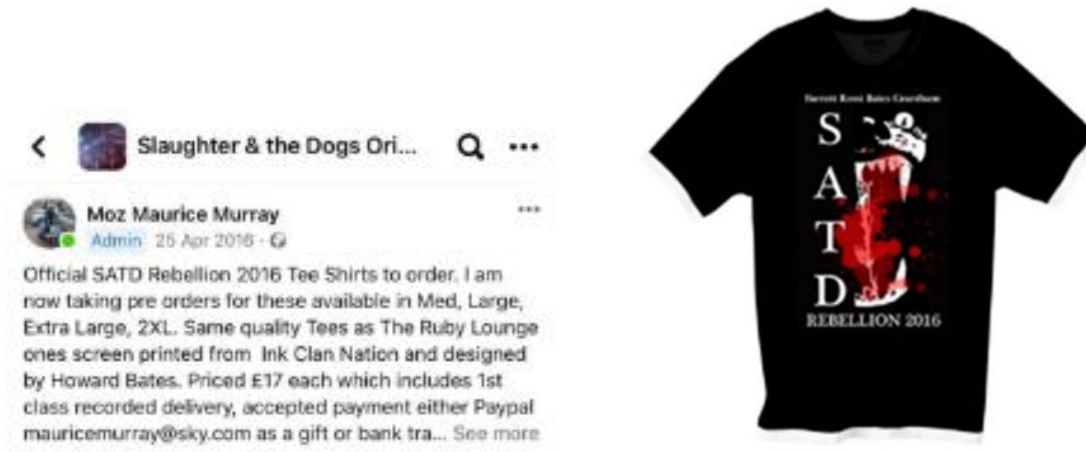 Slaughter & the Dogs Ori...
Moz Maurice Murray
Admin 25 Apr 2016
Official SATD Rebellion 2016 Tee Shirts to order. I am
now taking pre orders for these available in Med, Large,
Extra Large, 2XL. Same quality Tees as The Ruby Lounge
ones screen printed from Ink Clan Nation and designed
by Howard Bates. Priced £17 each which includes 1st
class recorded delivery, accepted payment either Paypal
mauricemurray@sky.com as a gift or bank tra... See more
Barrett Rossi Bates Grantham
S
A
T
D
REBELLION 2016